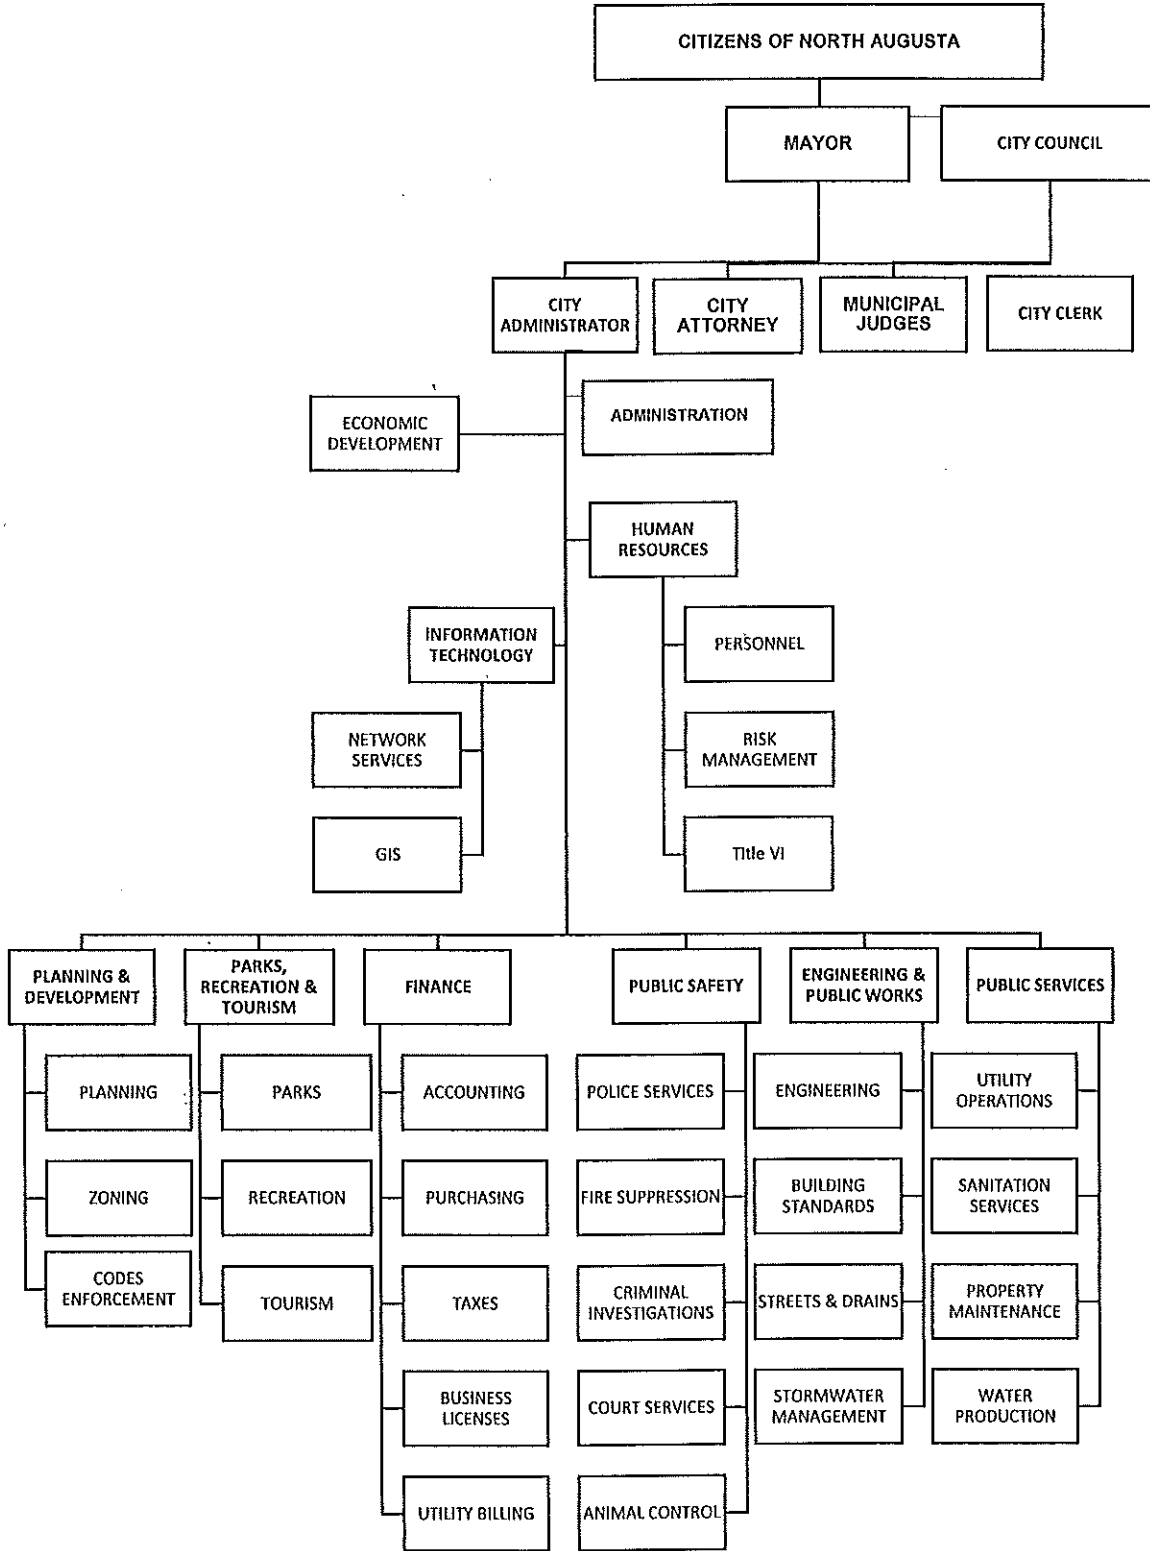 CITIZENS OF NORTH AUGUSTA
MAYOR
CITY COUNCIL
CITY
ADMINISTRATOR
CITY
ATTORNEY
MUNICIPAL
JUDGES
CITY CLERK
ECONOMIC
DEVELOPMENT
ADMINISTRATION
HUMAN
RESOURCES
INFORMATION
TECHNOLOGY
PERSONNEL
NETWORK
SERVICES
RISK
MANAGEMENT
GIS
Title VI
PLANNING &
DEVELOPMENT
PARKS,
RECREATION &
TOURISM
FINANCE
PUBLIC SAFETY
ENGINEERING &
PUBLIC WORKS
PUBLIC SERVICES
PLANNING
PARKS
ACCOUNTING
POLICE SERVICES
ENGINEERING
UTILITY
OPERATIONS
ZONING
RECREATION
PURCHASING
FIRE SUPPRESSION
BUILDING
STANDARDS
SANITATION
SERVICES
CODES
ENFORCEMENT
TOURISM
TAXES
CRIMINAL
INVESTIGATIONS
STREETS & DRAINS
PROPERTY
MAINTENANCE
BUSINESS
LICENSES
COURT SERVICES
STORMWATER
MANAGEMENT
WATER
PRODUCTION
UTILITY BILLING
ANIMAL CONTROL